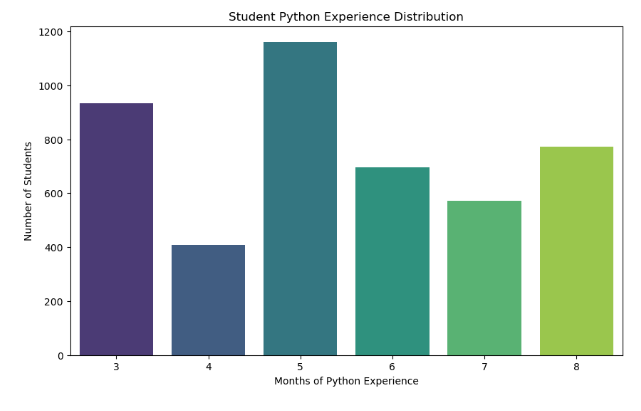 Student Python Experience Distribution
1200
1000
800
600
400
200
0
Number of Students
3 4 5 6 7 8
Months of Python Experience